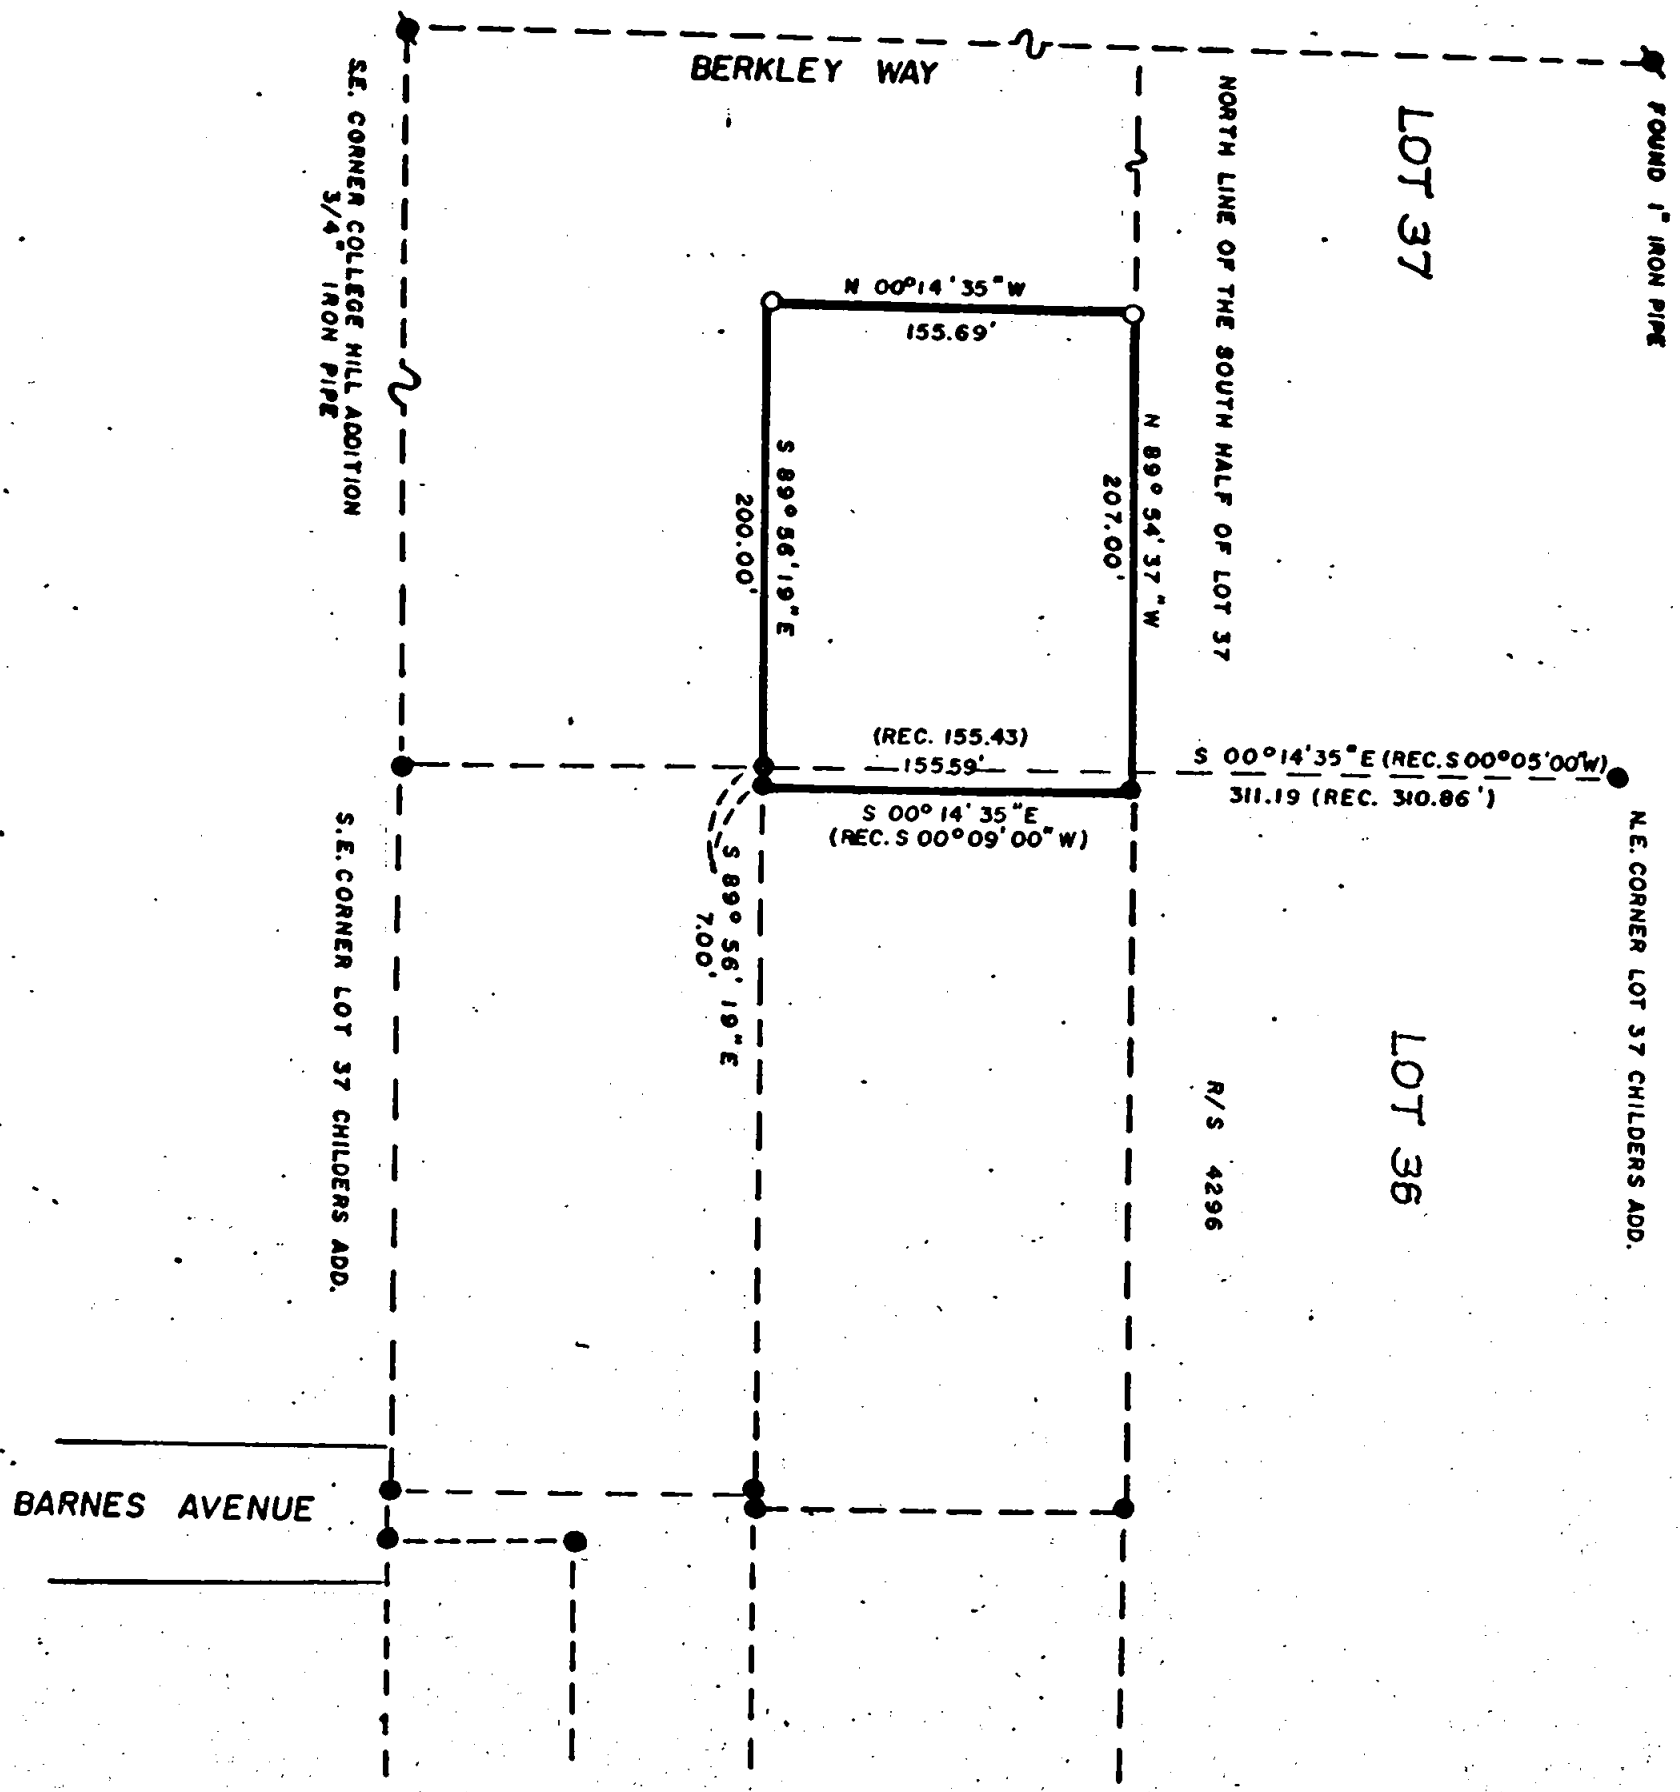 BERKLEY WAY
FOUND 1" IRON PIPE
LOT 37
NORTH LINE OF THE SOUTH HALF OF LOT 37
S.E. CORNER COLLEGE HILL ADDITION
3/4" IRON PIPE
N 00°14'35"W
155.69'
N 89°54'37"W
207.00'
S 89°56'19"E
200.00'
(REC. 155.43)
155.59'
S 00°14'35"E (REC. S 00°05'00"W)
311.19 (REC. 310.86')
S 00°14'35"E
(REC. S 00°09'00"W)
S 89°56'19"E
7.00'
N.E. CORNER LOT 37 CHILDERS ADD.
S.E. CORNER LOT 37 CHILDERS ADD.
LOT 36
R/S 4296
BARNES AVENUE